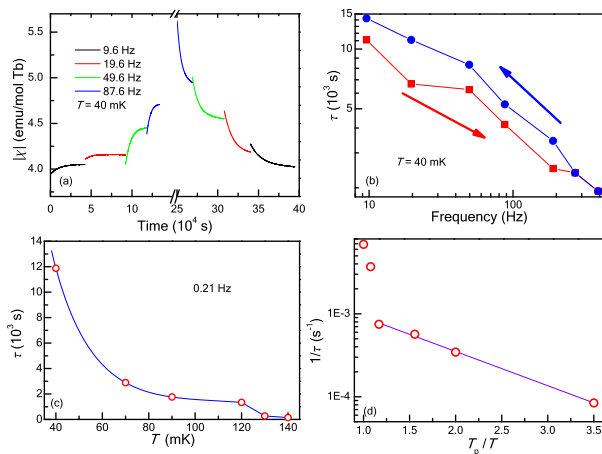 5.5
5.0
4.5
4.0
|χ| (emu/mol Tb)
9.6 Hz
19.6 Hz
49.6 Hz
87.6 Hz
T = 40 mK
(a)
0 5 10 25 30 35 40
Time (10⁴ s)
15
10
5
τ (10³ s)
T = 40 mK
(b)
10 100
Frequency (Hz)
14
12
10
8
6
4
2
0
τ (10³ s)
0.21 Hz
(c)
40 60 80 100 120 140
T (mK)
1E-3
1E-4
1/τ (s⁻¹)
(d)
1.0 1.5 2.0 2.5 3.0 3.5
Tₚ/T